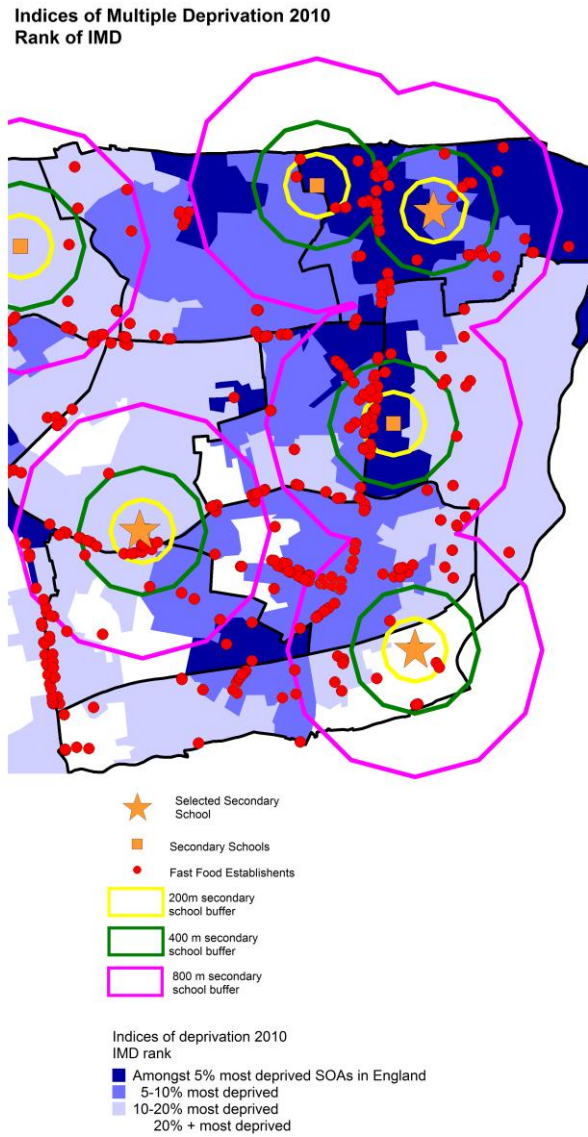 Indices of Multiple Deprivation 2010
Rank of IMD
Selected Secondary
School
Secondary Schools
Fast Food Establishents
200m secondary
school buffer
400 m secondary
school buffer
800 m secondary
school buffer
Indices of deprivation 2010
IMD rank
Amongst 5% most deprived SOAs in England
5-10% most deprived
10-20% most deprived
20% + most deprived